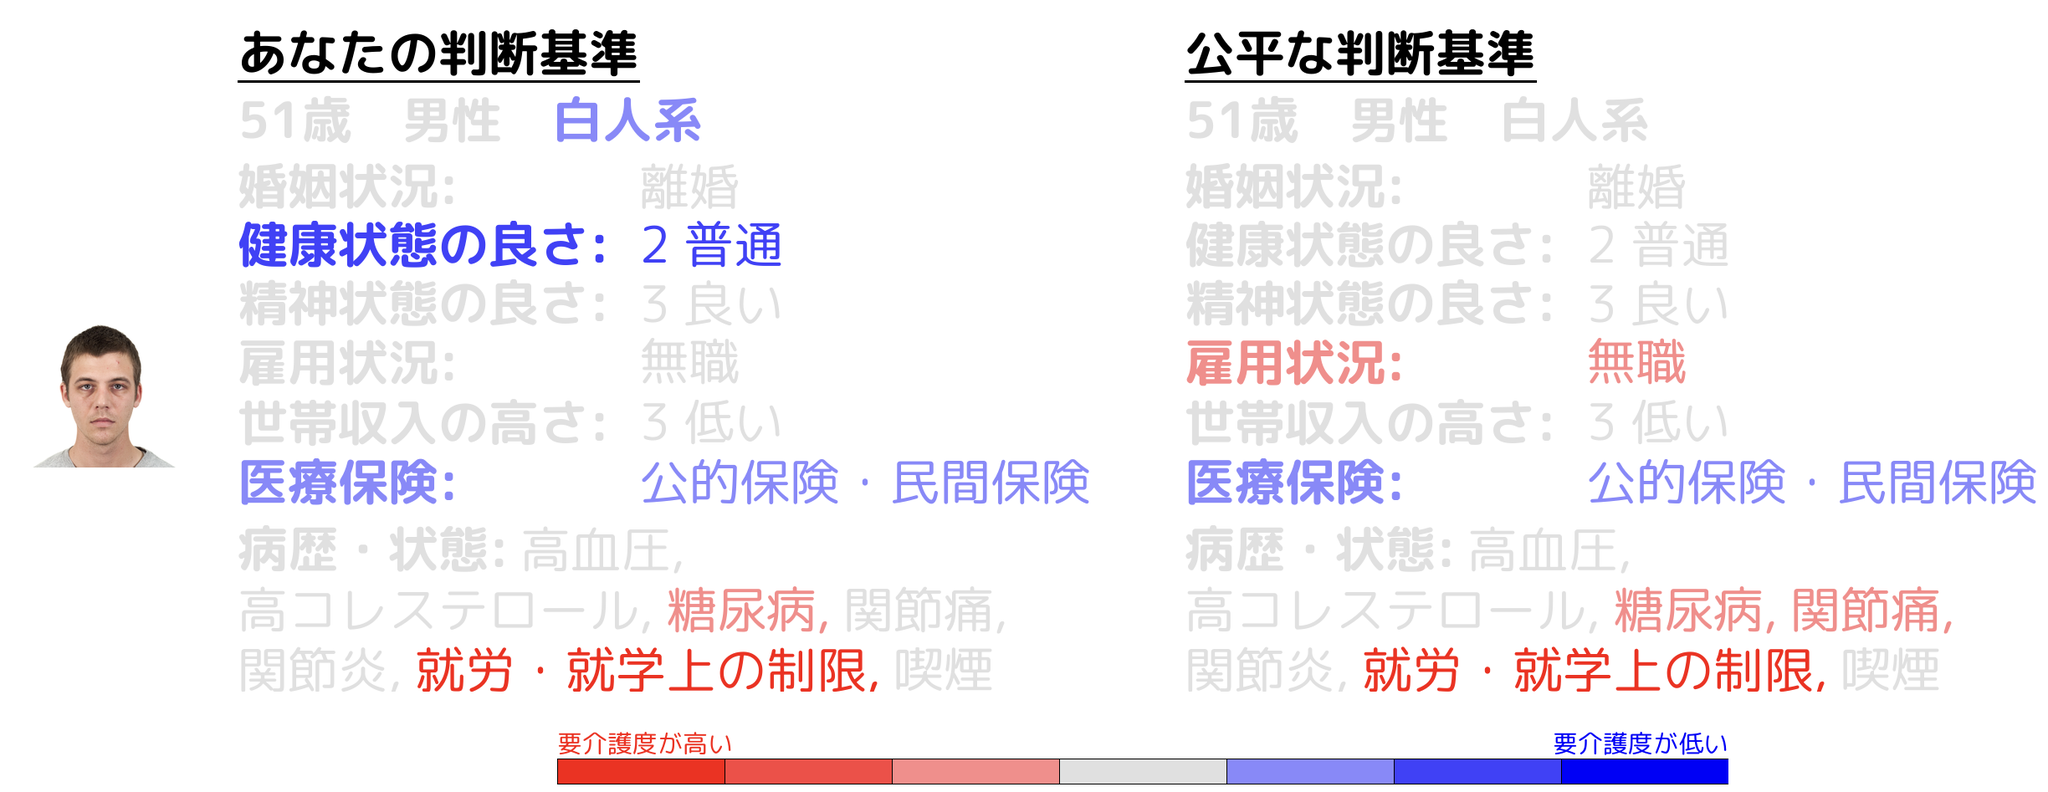 あなたの判断基準
51歳 男性 白人系
婚姻状況: 離婚
健康状態の良さ: 2 普通
精神状態の良さ: 3 良い
雇用状況: 無職
世帯収入の高さ: 3 低い
医療保険: 公的保険・民間保険
病歴・状態: 高血圧,
高コレステロール, 糖尿病, 関節痛,
関節炎, 就労・就学上の制限, 喫煙
公平な判断基準
51歳 男性 白人系
婚姻状況: 離婚
健康状態の良さ: 2 普通
精神状態の良さ: 3 良い
雇用状況: 無職
世帯収入の高さ: 3 低い
医療保険: 公的保険・民間保険
病歴・状態: 高血圧,
高コレステロール, 糖尿病, 関節痛,
関節炎, 就労・就学上の制限, 喫煙
要介護度が高い
要介護度が低い